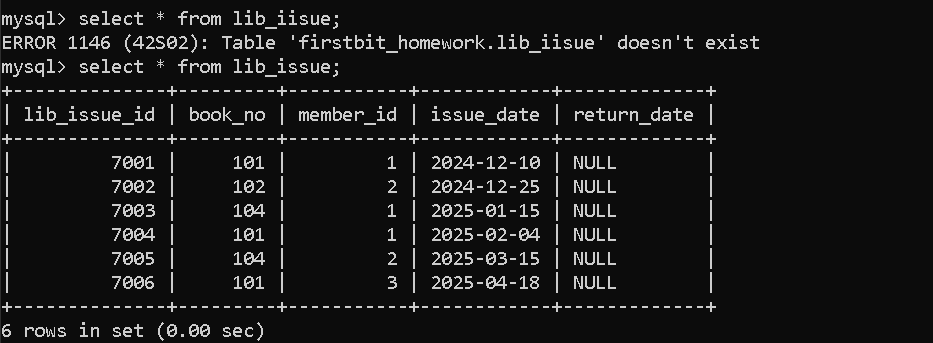 mysql> select * from lib_iisue;
ERROR 1146 (42S02): Table 'firstbit_homework.lib_iisue' doesn't exist
mysql> select * from lib_issue;
+--------------+---------+-----------+------------+-------------+
| lib_issue_id | book_no | member_id | issue_date | return_date |
+--------------+---------+-----------+------------+-------------+
|         7001 |     101 |         1 | 2024-12-10 | NULL        |
|         7002 |     102 |         2 | 2024-12-25 | NULL        |
|         7003 |     104 |         1 | 2025-01-15 | NULL        |
|         7004 |     101 |         1 | 2025-02-04 | NULL        |
|         7005 |     104 |         2 | 2025-03-15 | NULL        |
|         7006 |     101 |         3 | 2025-04-18 | NULL        |
+--------------+---------+-----------+------------+-------------+
6 rows in set (0.00 sec)